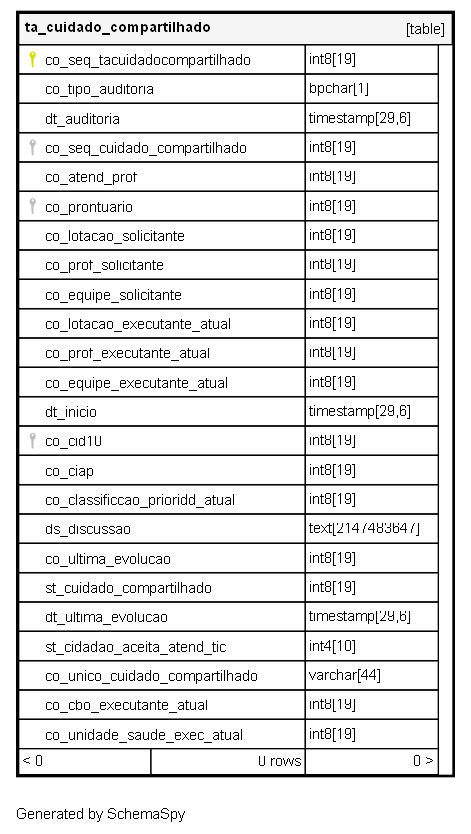 ta_cuidado_compartilhado [table]
co_seq_tacuidadocompartilhado int8[19]
co_tipo_auditoria bpchar[1]
dt_auditoria timestamp[29,6]
co_seq_cuidado_compartilhado int8[19]
co_atend_prof int8[19]
co_prontuario int8[19]
co_lotacao_solicitante int8[19]
co_prof_solicitante int8[19]
co_equipe_solicitante int8[19]
co_lotacao_executante_atual int8[19]
co_prof_executante_atual int8[19]
co_equipe_executante_atual int8[19]
dt_inicio timestamp[29,6]
co_cid10 int8[19]
co_ciap int8[19]
co_classificcao_prioridd_atual int8[19]
ds_discussao text[2147483647]
co_ultima_evolucao int8[19]
st_cuidado_compartilhado int8[19]
dt_ultima_evolucao timestamp[29,6]
st_cidadao_aceita_atend_tic int4[10]
co_unico_cuidado_compartilhado varchar[44]
co_cbo_executante_atual int8[19]
co_unidade_saude_exec_atual int8[19]
< 0 0 rows 0 >
Generated by SchemaSpy